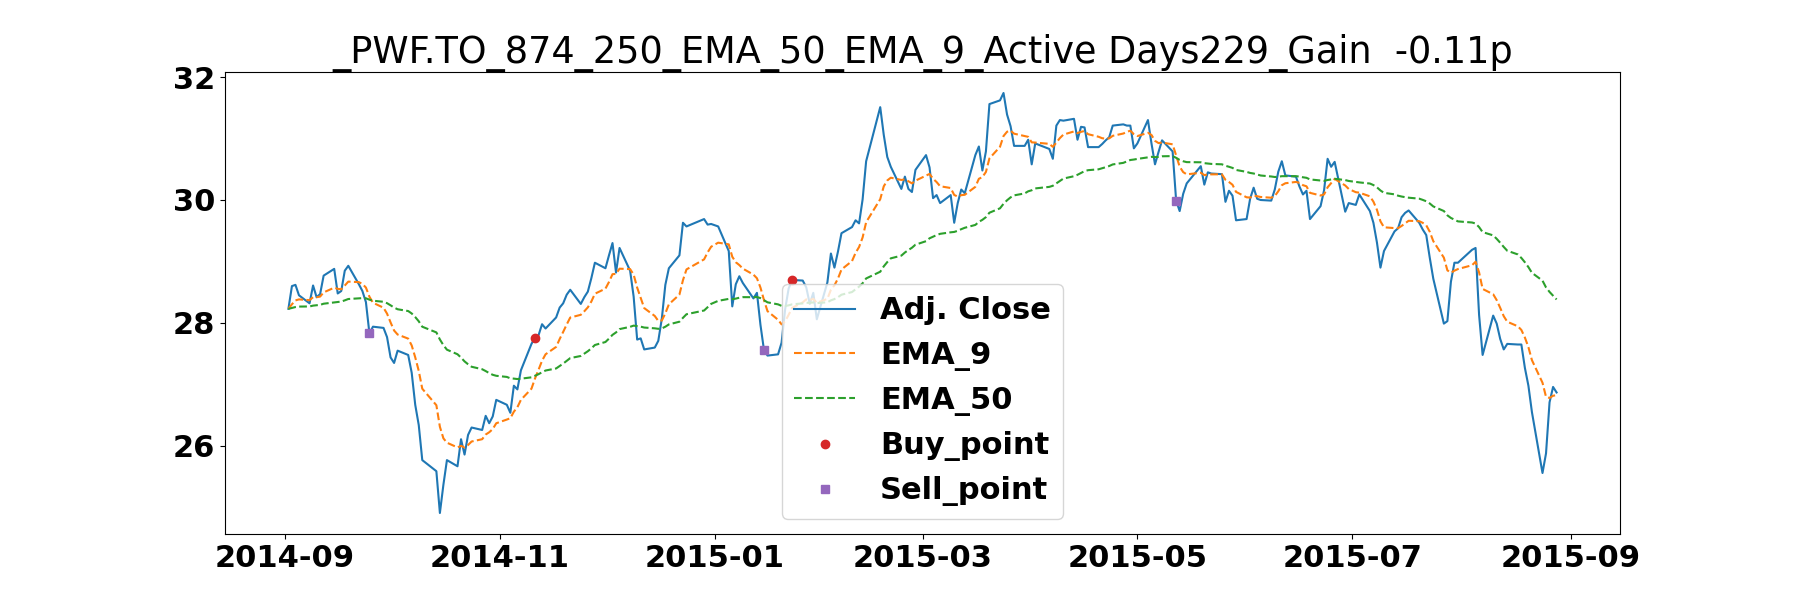 _PWF.TO_874_250_EMA_50_EMA_9_Active Days229_Gain  -0.11p
32
30
28
26
Adj. Close
EMA_9
EMA_50
Buy_point
Sell_point
2014-09 2014-11 2015-01 2015-03 2015-05 2015-07 2015-09